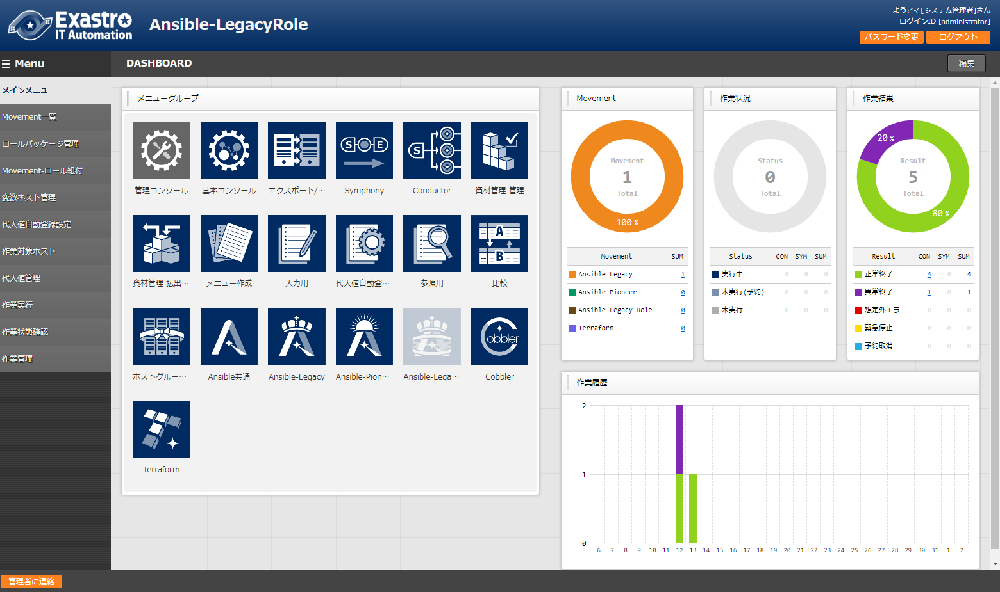 Exastro
IT Automation
Ansible-LegacyRole
ようこそ[システム管理者]さん
ログインID [administrator]
パスワード変更
ログアウト
Menu
DASHBOARD
編集
メインメニュー
Movement一覧
ロールパッケージ管理
Movement-ロール紐付
変数ネスト管理
代入値自動登録設定
作業対象ホスト
代入値管理
作業実行
作業状態確認
作業管理
メニューグループ
S O E
S
管理コンソール
基本コンソール
エクスポート/…
Symphony
Conductor
資材管理 管理
A
B
資材管理 払出…
メニュー作成
入力用
代入値自動登…
参照用
比較
obbler
ホストグルー…
Ansible共通
Ansible-Legacy
Ansible-Pion…
Ansible-Lega…
Cobbler
Terraform
Movement
Movement
1
Total
100 %
Movement SUM
Ansible Legacy 1
Ansible Pioneer 0
Ansible Legacy Role 0
Terraform 0
作業状況
Status
0
Total
Status CON SYM SUM
実行中 0 0 0
未実行(予約) 0 0 0
未実行 0 0 0
作業結果
20 %
Result
5
Total
80 %
Result CON SYM SUM
正常終了 4 0 4
異常終了 1 0 1
想定外エラー 0 0 0
緊急停止 0 0 0
予約取消 0 0 0
作業履歴
2
1
0
6 7 8 9 10 11 12 13 14 15 16 17 18 19 20 21 22 23 24 25 26 27 28 29 30 31 1 2
管理者に連絡